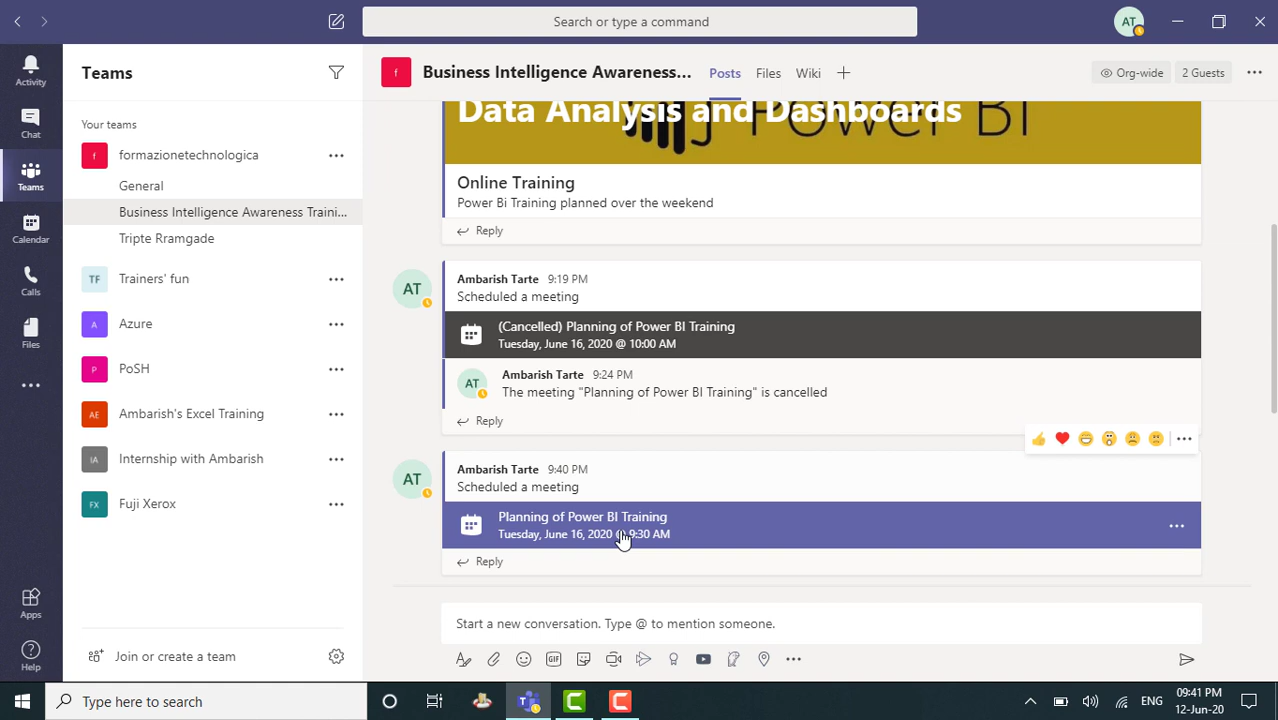 Search or type a command
AT
Activity
Chat
Teams
Calendar
Calls
Files
Apps
Help
Teams
Your teams
f
formazionetechnologica
General
Business Intelligence Awareness Traini...
Tripte Rramgade
TF
Trainers' fun
A
Azure
P
PoSH
AE
Ambarish's Excel Training
IA
Internship with Ambarish
FX
Fuji Xerox
Join or create a team
f
Business Intelligence Awareness...
Posts
Files
Wiki
Org-wide
2 Guests
Data Analysis and Dashboards
Power BI
Online Training
Power Bi Training planned over the weekend
Reply
AT
Ambarish Tarte 9:19 PM
Scheduled a meeting
(Cancelled) Planning of Power BI Training
Tuesday, June 16, 2020 @ 10:00 AM
AT
Ambarish Tarte 9:24 PM
The meeting "Planning of Power BI Training" is cancelled
Reply
AT
Ambarish Tarte 9:40 PM
Scheduled a meeting
Planning of Power BI Training
Tuesday, June 16, 2020 @ 9:30 AM
Reply
Start a new conversation. Type @ to mention someone.
GIF
Type here to search
ENG
09:41 PM
12-Jun-20